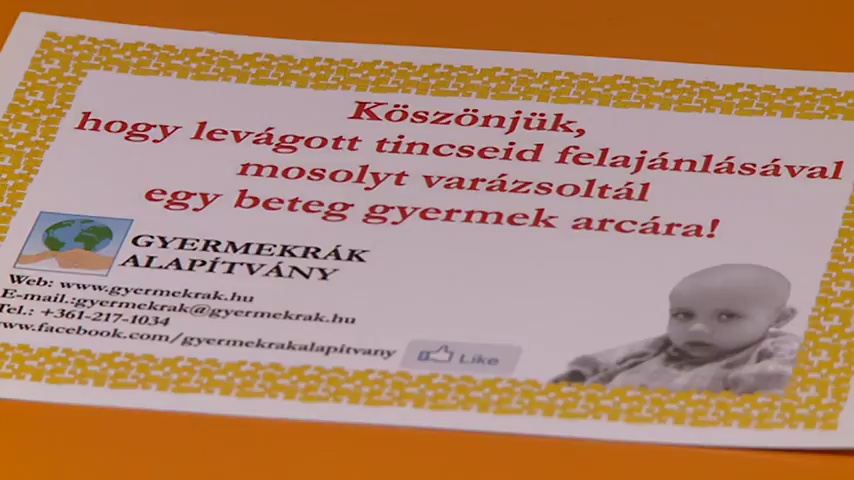 Köszönjük,
hogy levágott tincseid felajánlásával
mosolyt varázsoltál
egy beteg gyermek arcára!
GYERMEKRÁK
ALAPÍTVÁNY
Web: www.gyermekrak.hu
E-mail.:gyermekrak@gyermekrak.hu
Tel.: +361-217-1034
www.facebook.com/gyermekrakalapitvany
Like